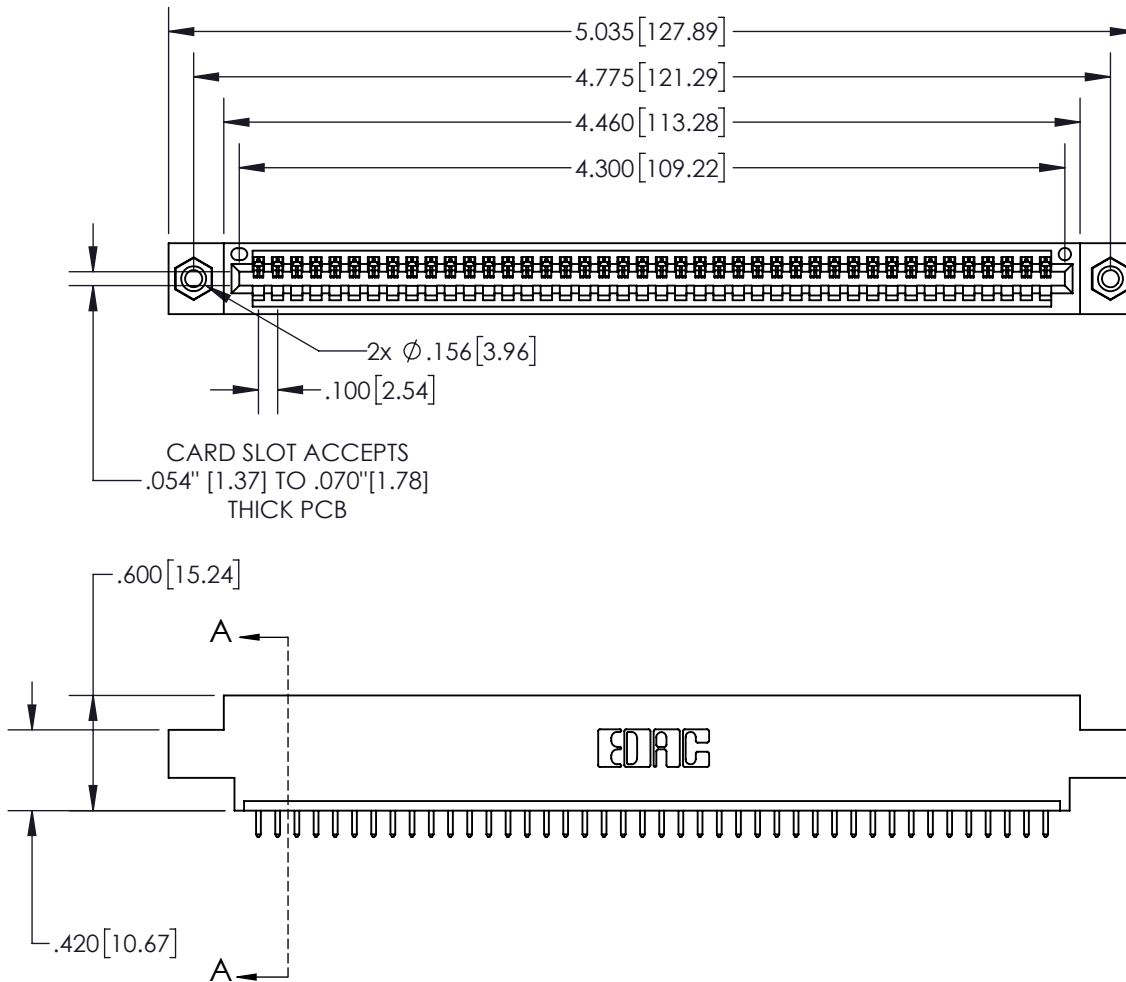 5.035[127.89]
4.775[121.29]
4.460[113.28]
4.300[109.22]
2x Ø.156[3.96]
.100[2.54]
CARD SLOT ACCEPTS
.054" [1.37] TO .070"[1.78]
THICK PCB
.600[15.24]
A
EDAC
.420[10.67]
A